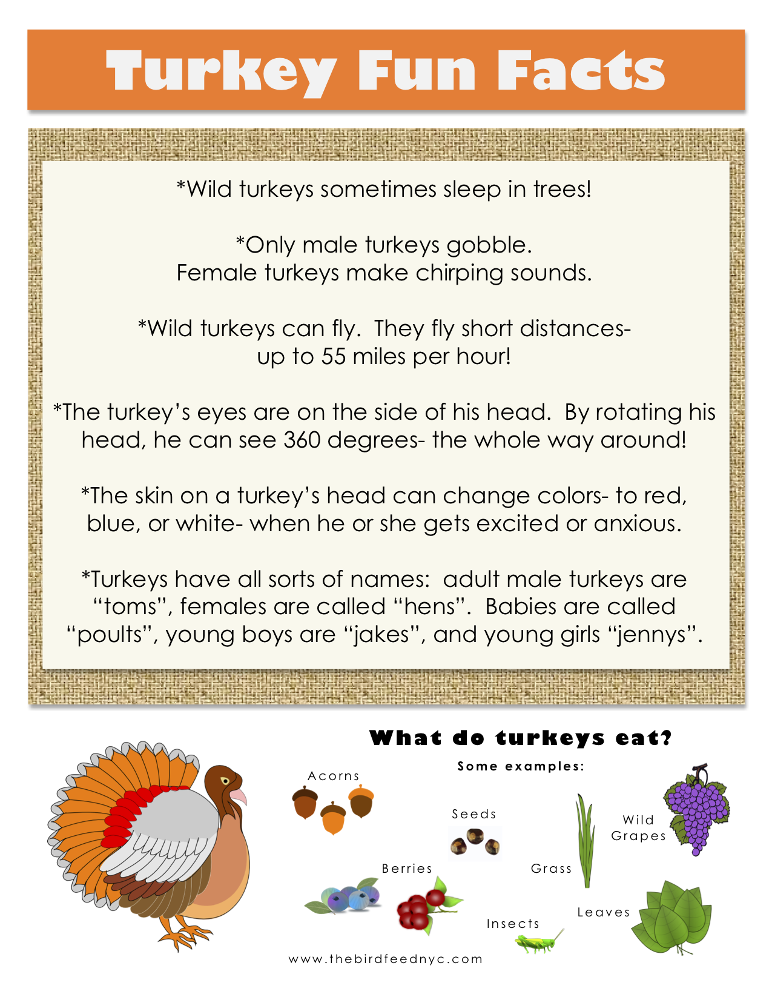 Turkey Fun Facts
*Wild turkeys sometimes sleep in trees!
*Only male turkeys gobble.
Female turkeys make chirping sounds.
*Wild turkeys can fly.  They fly short distances-
up to 55 miles per hour!
*The turkey’s eyes are on the side of his head.  By rotating his
head, he can see 360 degrees- the whole way around!
*The skin on a turkey’s head can change colors- to red,
blue, or white- when he or she gets excited or anxious.
*Turkeys have all sorts of names:  adult male turkeys are
“toms”, females are called “hens”.  Babies are called
“poults”, young boys are “jakes”, and young girls “jennys”.
What do turkeys eat?
Some examples:
Acorns
Seeds
Wild
Grapes
Berries
Grass
Leaves
Insects
www.thebirdfeednyc.com